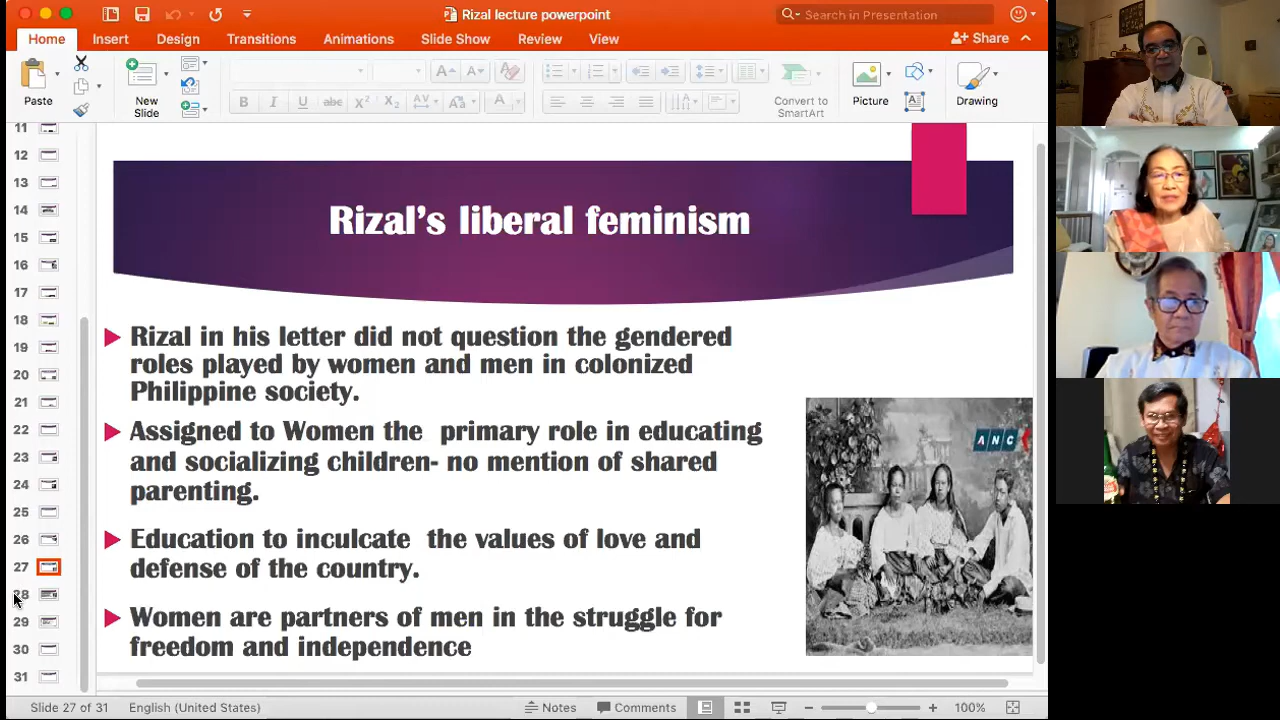 Rizal lecture powerpoint
Search in Presentation
Home Insert Design Transitions Animations Slide Show Review View
Share
Paste
New
Slide
B I U abc X2 X2 AV A
Convert to
SmartArt
Picture
Drawing
11
12
13
14
15
16
17
18
19
20
21
22
23
24
25
26
27
28
29
30
31
Rizal's liberal feminism
Rizal in his letter did not question the gendered
roles played by women and men in colonized
Philippine society.
Assigned to Women the primary role in educating
and socializing children- no mention of shared
parenting.
Education to inculcate the values of love and
defense of the country.
Women are partners of men in the struggle for
freedom and independence
ANC
Slide 27 of 31 English (United States)
Notes Comments
100%